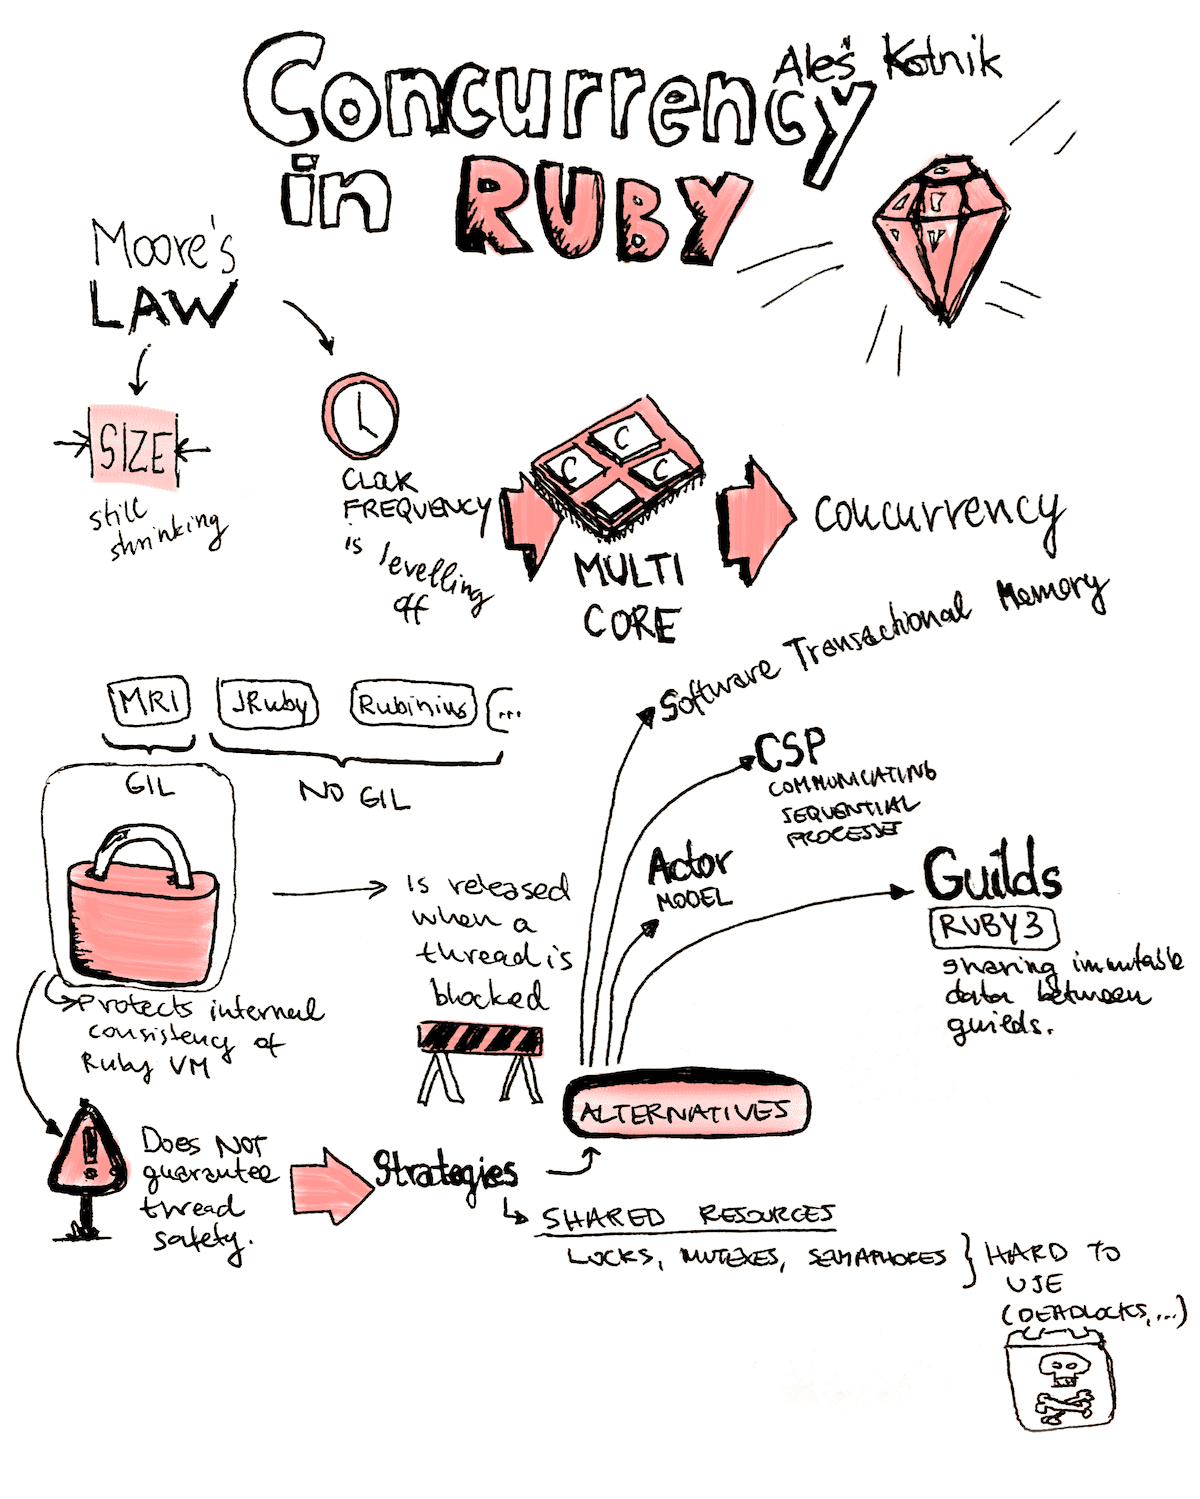 Concurrency
Aleš Kotnik
in RUBY
Moore's
LAW
SIZE
still
shrinking
CLOCK
FREQUENCY
is levelling
off
C
C
C
MULTI
CORE
Concurrency
MRI
JRuby
Rubinius
...
GIL
NO GIL
Is released
when a
thread is
blocked
Protects internal
consistency of
Ruby VM
Does NOT
guarantee
thread
safety.
Strategies
ALTERNATIVES
Software Transactional Memory
CSP
COMMUNICATING
SEQUENTIAL
PROCESSES
Actor
MODEL
Guilds
RUBY3
sharing immutable
data between
guilds.
SHARED RESOURCES
LOCKS, MUTEXES, SEMAPHORES
HARD TO
USE
(DEADLOCKS,...)